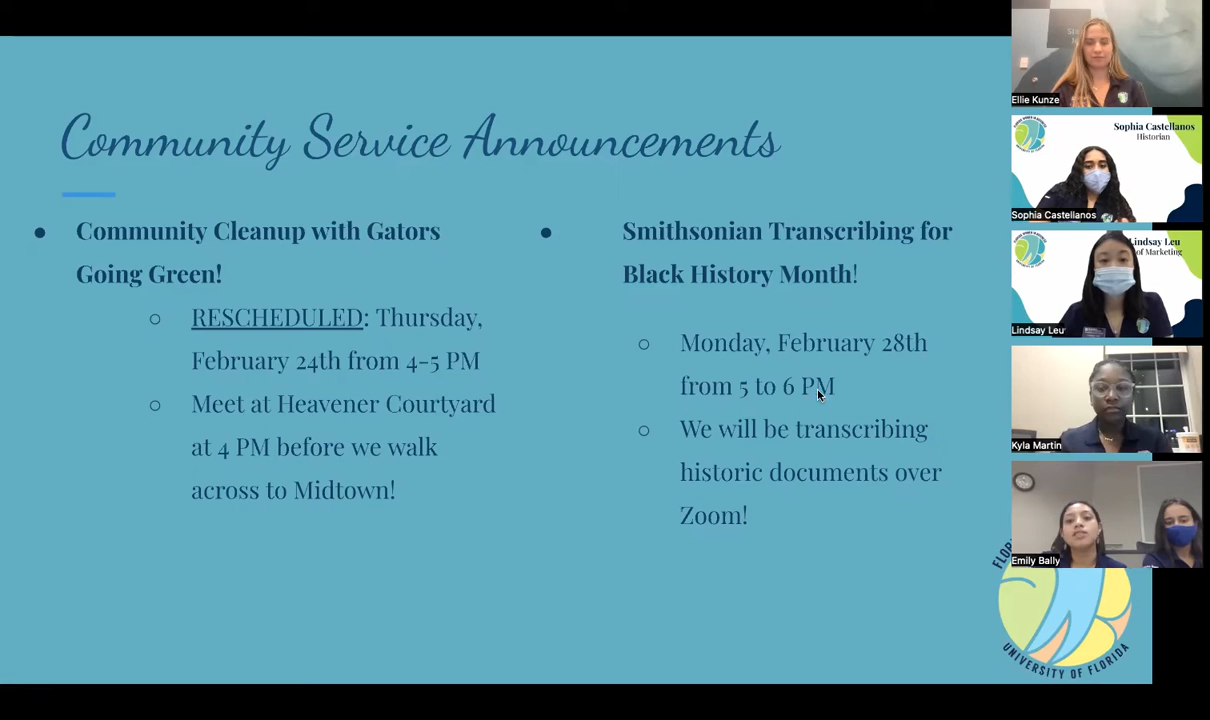 Community Service Announcements
● Community Cleanup with Gators
Going Green!
○ RESCHEDULED: Thursday,
February 24th from 4-5 PM
○ Meet at Heavener Courtyard
at 4 PM before we walk
across to Midtown!
● Smithsonian Transcribing for
Black History Month!
○ Monday, February 28th
from 5 to 6 PM
○ We will be transcribing
historic documents over
Zoom!
Ellie Kunze
Sophia Castellanos
Historian
Sophia Castellanos
Lindsay Leu
of Marketing
Lindsay Leu
Kyla Martin
Emily Bally
UNIVERSITY OF FLORIDA